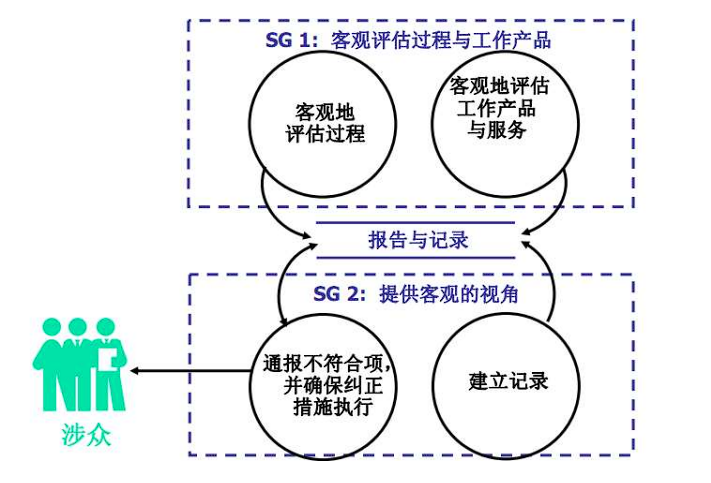 SG 1: 客观评估过程与工作产品
客观地
评估过程
客观地评估
工作产品
与服务
报告与记录
SG 2: 提供客观的视角
通报不符合项，
并确保纠正
措施执行
建立记录
涉众